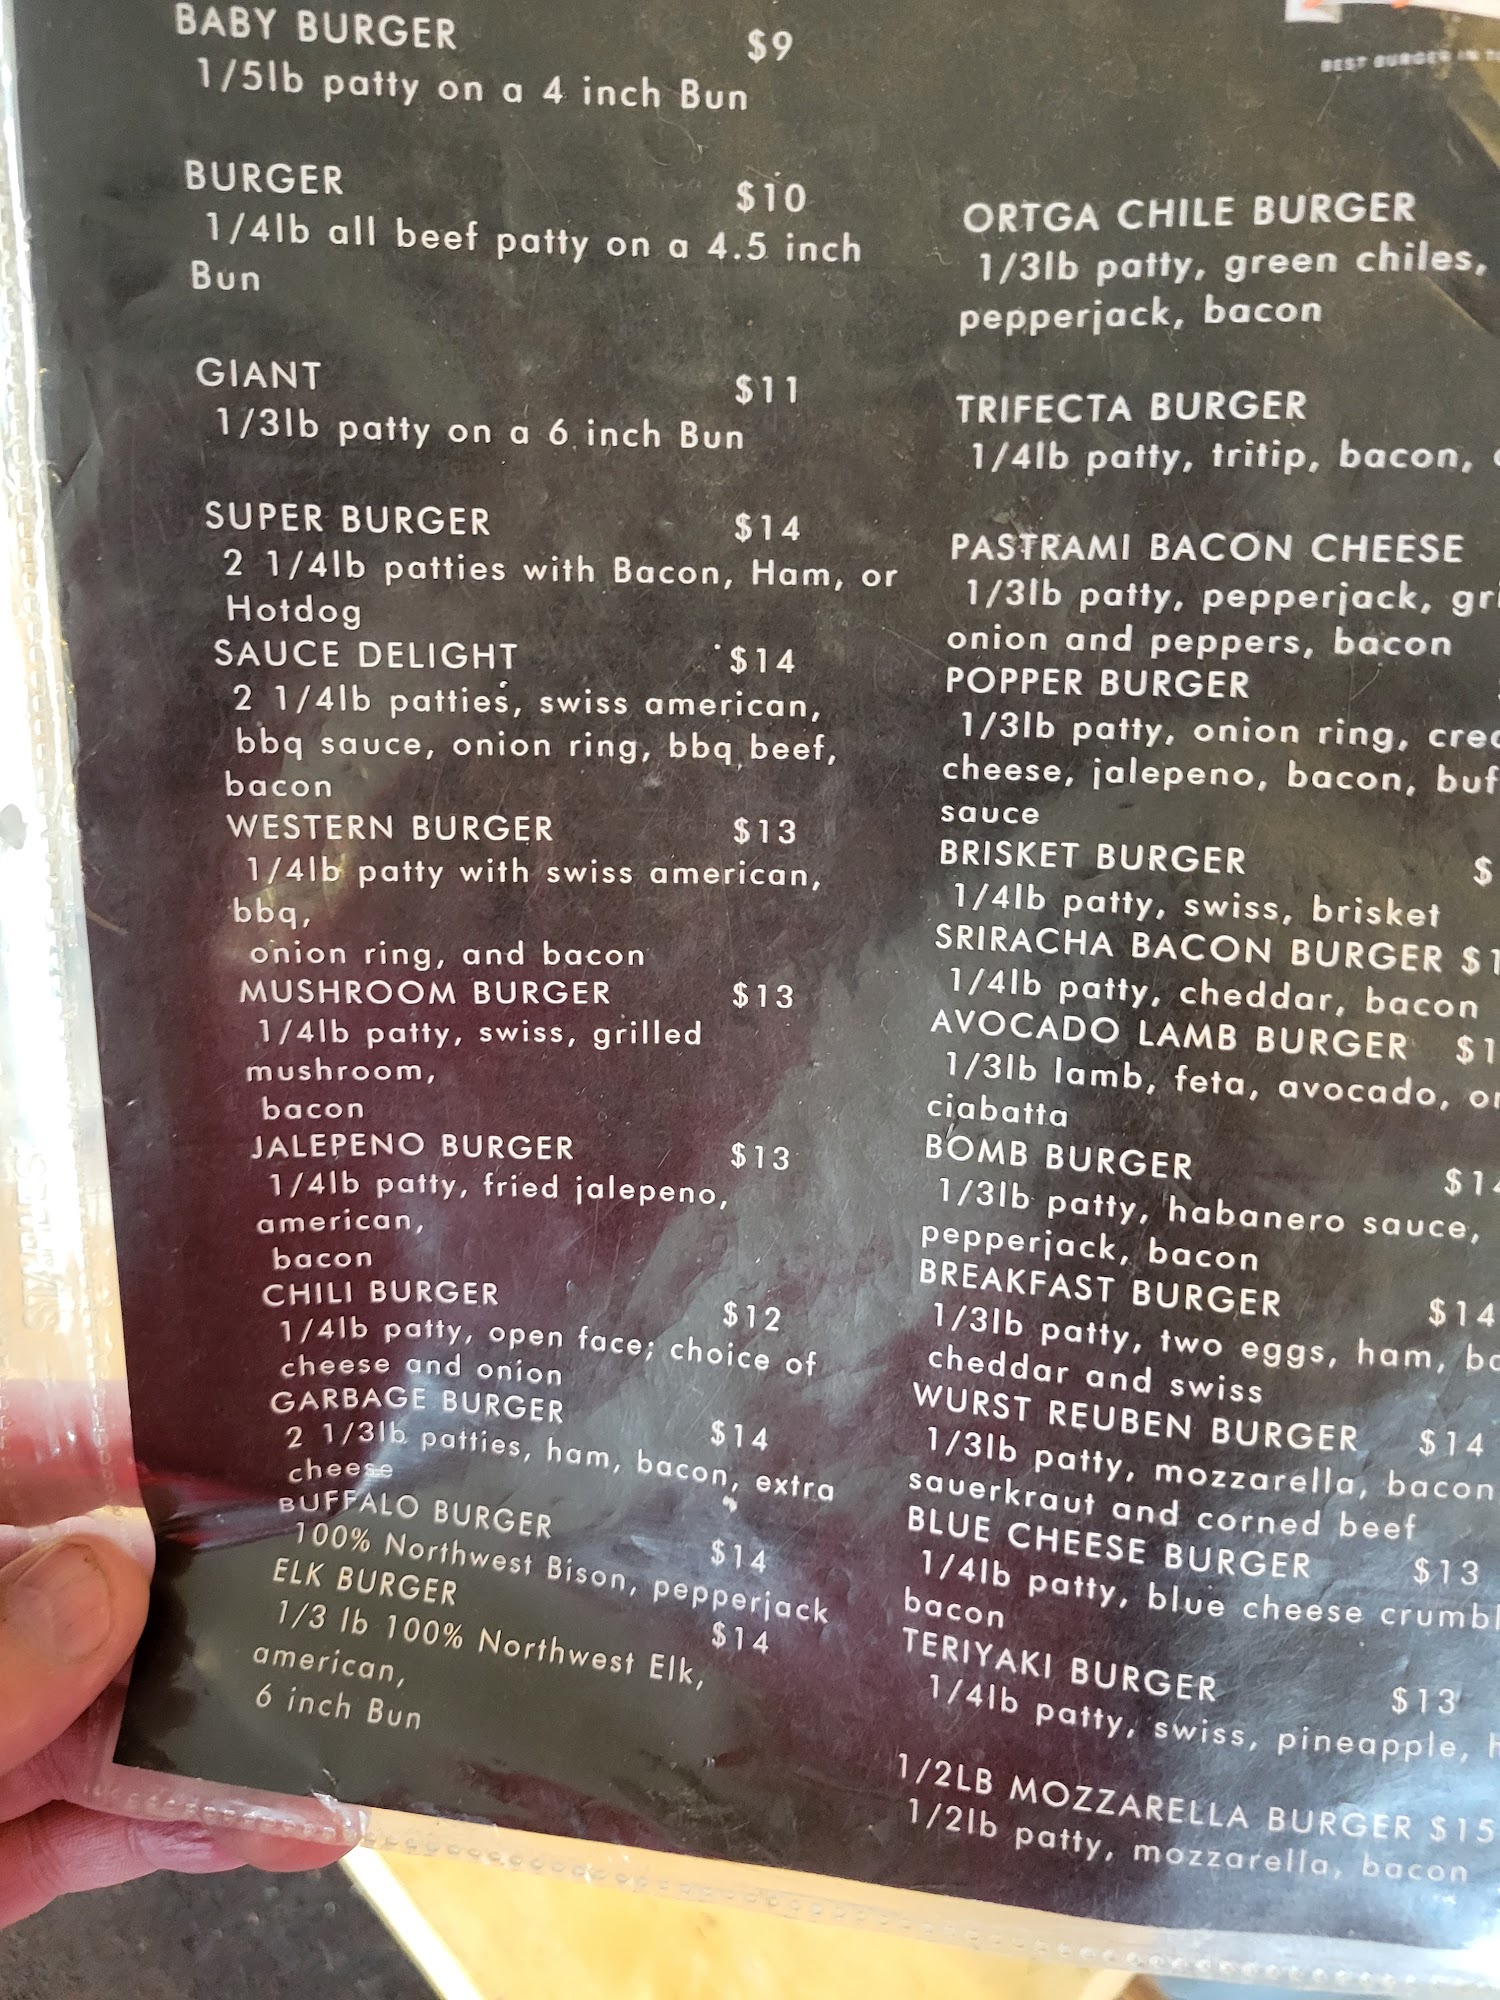 BABY BURGER $9
1/5lb patty on a 4 inch Bun
BURGER $10
1/4lb all beef patty on a 4.5 inch
Bun
GIANT $11
1/3lb patty on a 6 inch Bun
SUPER BURGER $14
2 1/4lb patties with Bacon, Ham, or
Hotdog
SAUCE DELIGHT $14
2 1/4lb patties, swiss american,
bbq sauce, onion ring, bbq beef,
bacon
WESTERN BURGER $13
1/4lb patty with swiss american,
bbq,
onion ring, and bacon
MUSHROOM BURGER $13
1/4lb patty, swiss, grilled
mushroom,
bacon
JALEPENO BURGER $13
1/4lb patty, fried jalepeno,
american,
bacon
CHILI BURGER $12
1/4lb patty, open face; choice of
cheese and onion
GARBAGE BURGER $14
2 1/3lb patties, ham, bacon, extra
cheese
BUFFALO BURGER $14
100% Northwest Bison, pepperjack
ELK BURGER $14
1/3 lb 100% Northwest Elk,
american,
6 inch Bun
BEST BURGER IN
ORTGA CHILE BURGER
1/3lb patty, green chiles,
pepperjack, bacon
TRIFECTA BURGER
1/4lb patty, tritip, bacon,
PASTRAMI BACON CHEESE
1/3lb patty, pepperjack,
onion and peppers, bacon
POPPER BURGER
1/3lb patty, onion ring,
cheese, jalepeno, bacon,
sauce
BRISKET BURGER $
1/4lb patty, swiss, brisket
SRIRACHA BACON BURGER $1
1/4lb patty, cheddar, bacon
AVOCADO LAMB BURGER $1
1/3lb lamb, feta, avocado,
ciabatta
BOMB BURGER $14
1/3lb patty, habanero sauce,
pepperjack, bacon
BREAKFAST BURGER $14
1/3lb patty, two eggs, ham,
cheddar and swiss
WURST REUBEN BURGER $14
1/3lb patty, mozzarella, bacon
sauerkraut and corned beef
BLUE CHEESE BURGER $13
1/4lb patty, blue cheese
bacon
TERIYAKI BURGER $13
1/4lb patty, swiss, pineapple,
1/2LB MOZZARELLA BURGER $15
1/2lb patty, mozzarella, bacon